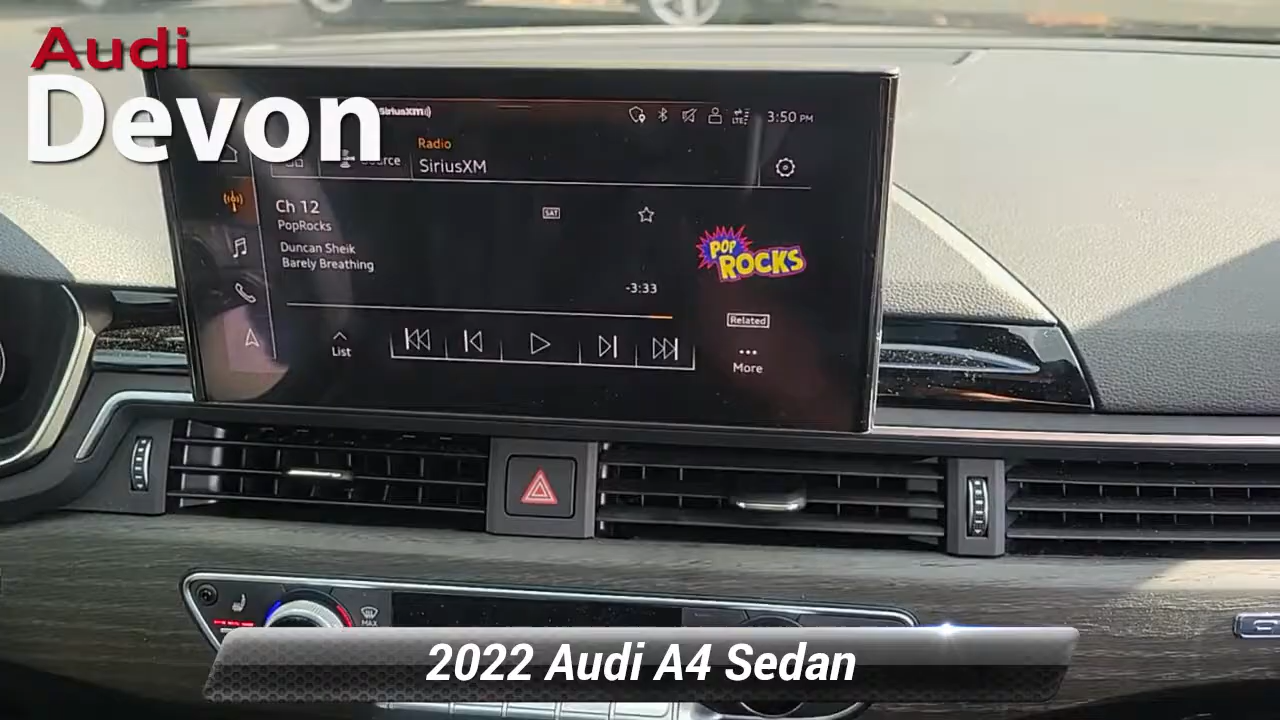 Audi
Devon
SiriusXM
LTE
3:50 PM
Source
Radio
SiriusXM
Ch 12
PopRocks
SAT
Duncan Sheik
Barely Breathing
POP
ROCKS
-3:33
Related
List
More
MAX
2022 Audi A4 Sedan